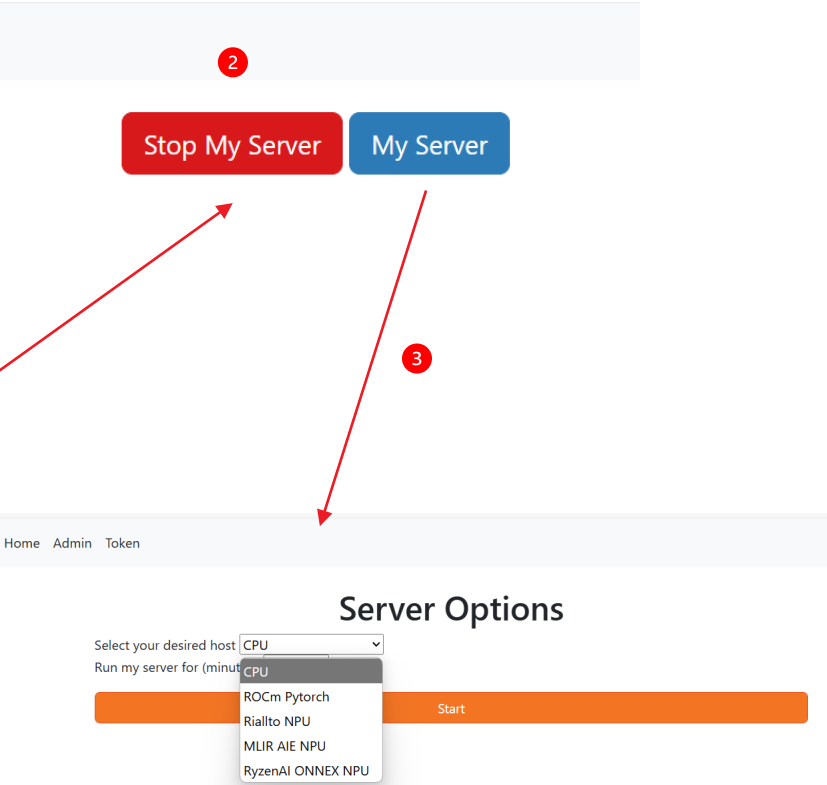 2
Stop My Server My Server
3
Home Admin Token
Server Options
Select your desired host CPU
Run my server for (minut
CPU
ROCm Pytorch
Start
Riallto NPU
MLIR AIE NPU
RyzenAI ONNEX NPU